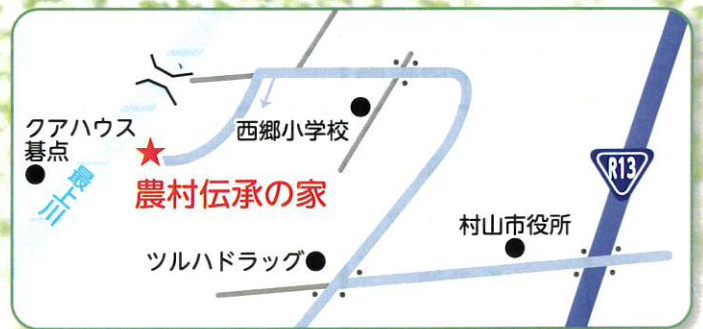 クアハウス
碁点
最上川
農村伝承の家
西郷小学校
R13
村山市役所
ツルハドラッグ